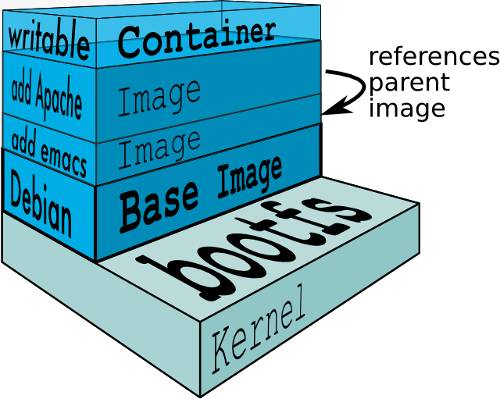 writable Container
add Apache Image
add emacs Image
Debian Base Image
bootfs
Kernel
references
parent
image